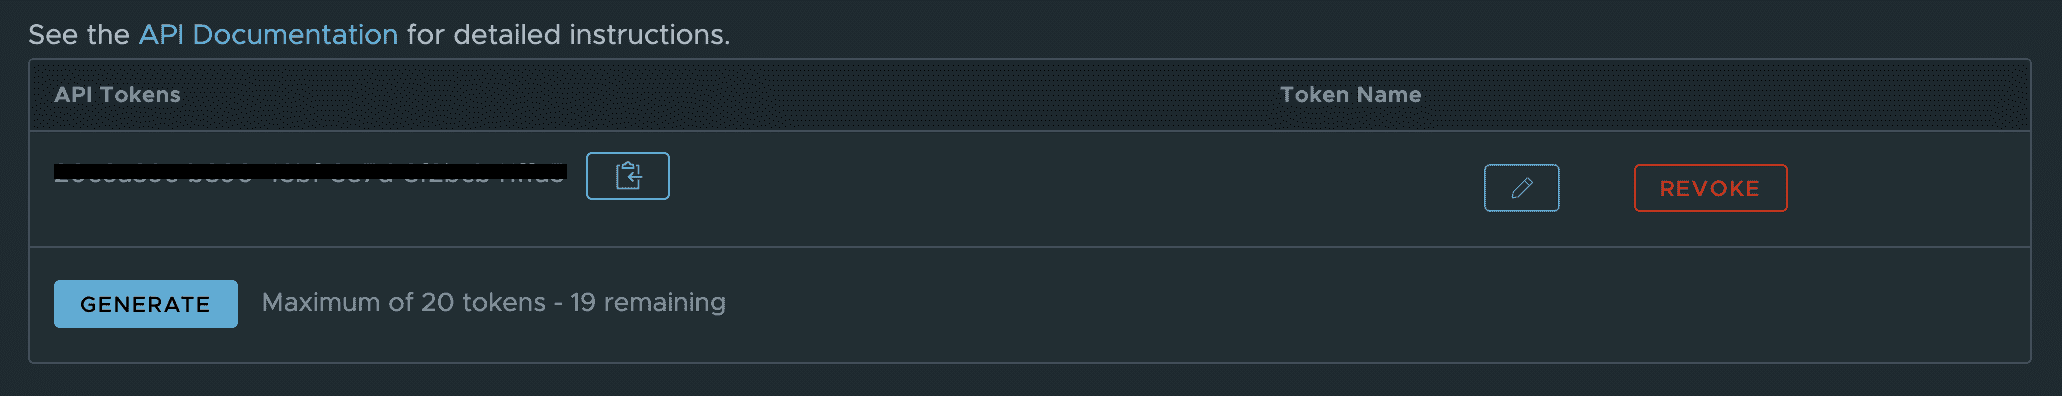 See the API Documentation for detailed instructions.
API Tokens Token Name
REVOKE
GENERATE Maximum of 20 tokens - 19 remaining